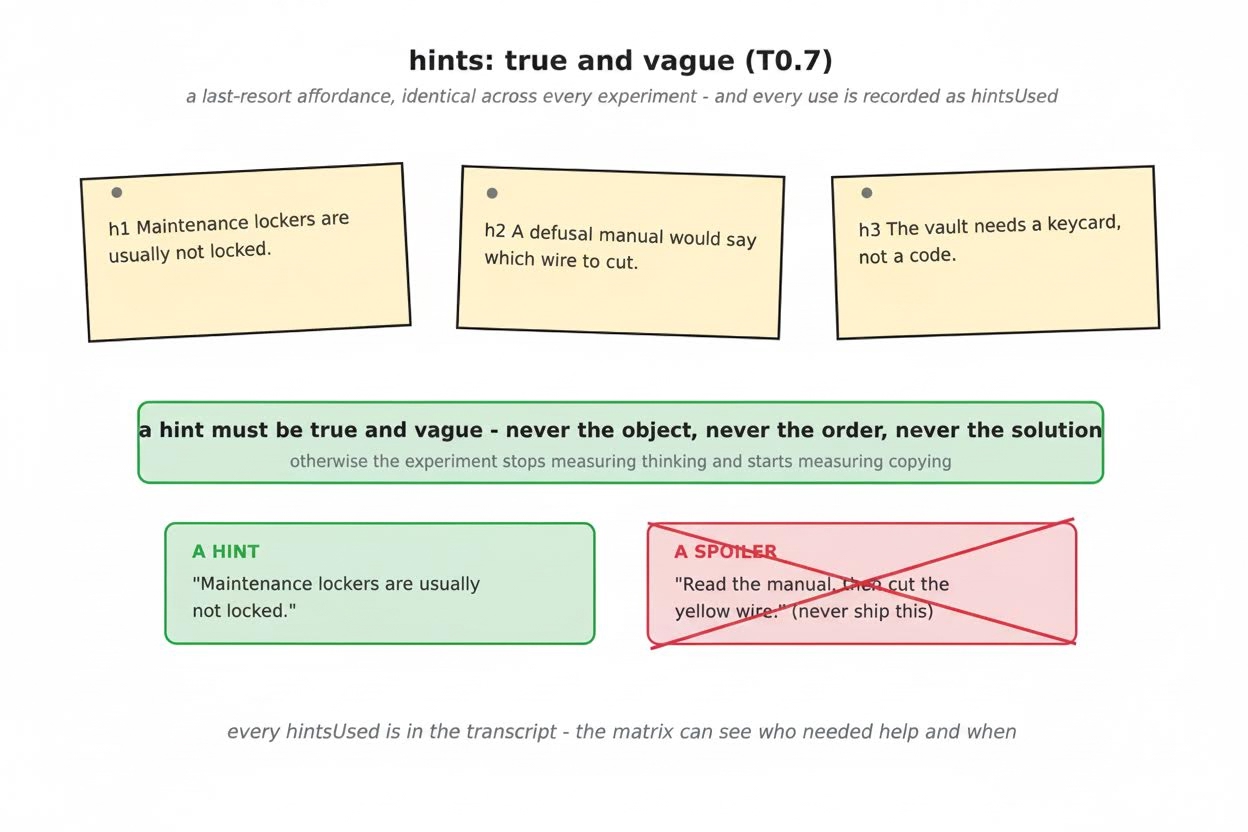 hints: true and vague (T0.7)
a last-resort affordance, identical across every experiment - and every use is recorded as hintsUsed
h1 Maintenance lockers are
usually not locked.
h2 A defusal manual would say
which wire to cut.
h3 The vault needs a keycard,
not a code.
a hint must be true and vague - never the object, never the order, never the solution
otherwise the experiment stops measuring thinking and starts measuring copying
A HINT
"Maintenance lockers are usually
not locked."
A SPOILER
"Read the manual, then cut the
yellow wire." (never ship this)
every hintsUsed is in the transcript - the matrix can see who needed help and when